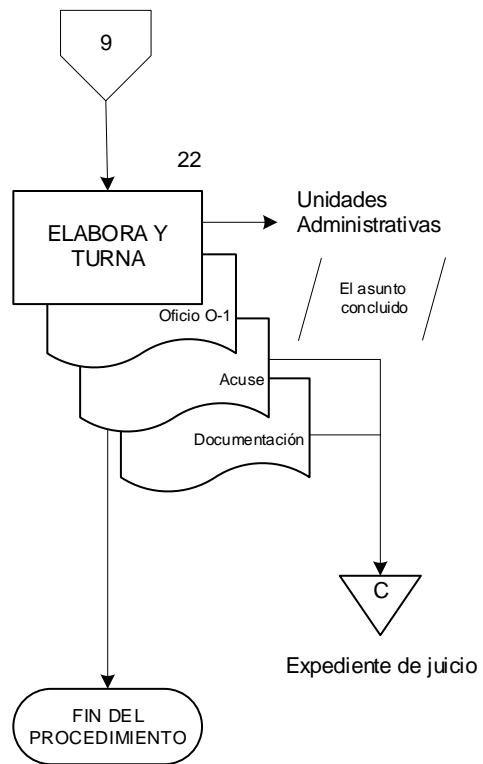 9
22
ELABORA Y
TURNA
Unidades
Administrativas
El asunto
concluido
Oficio O-1
Acuse
Documentación
C
Expediente de juicio
FIN DEL
PROCEDIMIENTO